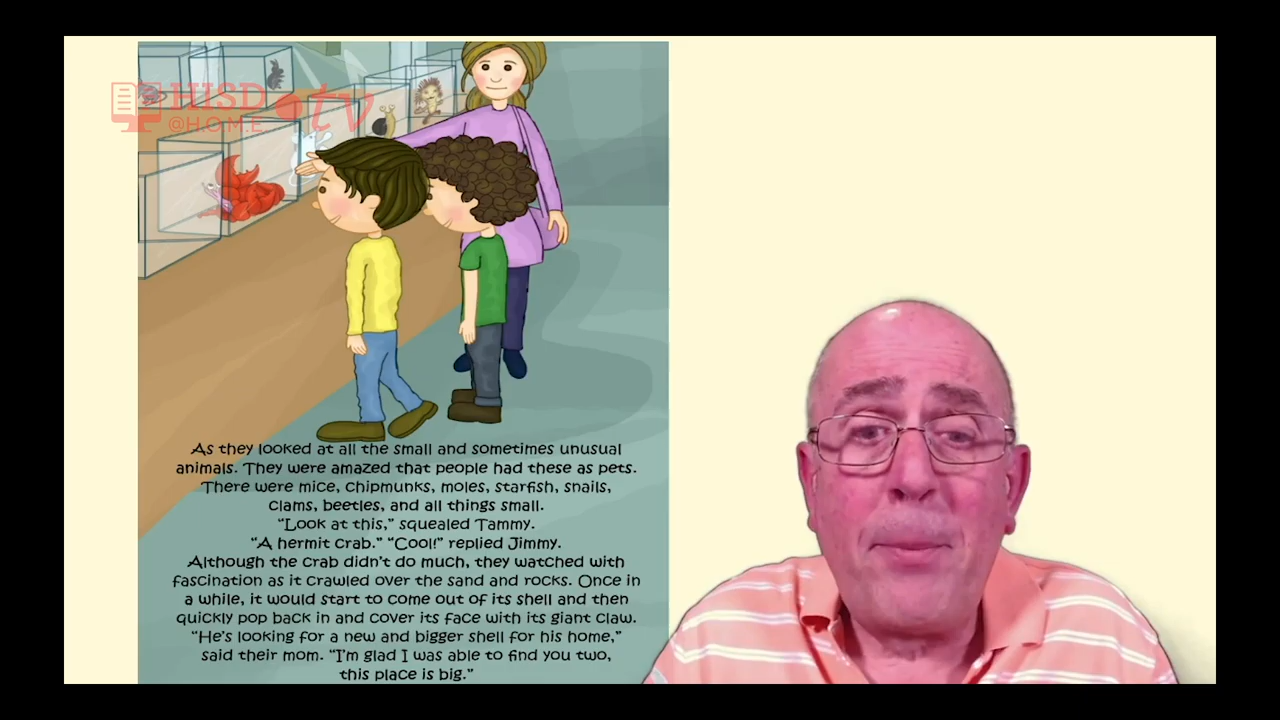 HISD
@H.O.M.E
tv
As they looked at all the small and sometimes unusual
animals. They were amazed that people had these as pets.
There were mice, chipmunks, moles, starfish, snails,
clams, beetles, and all things small.
“Look at this,” squealed Tammy.
“A hermit crab.” “Cool!” replied Jimmy.
Although the crab didn’t do much, they watched with
fascination as it crawled over the sand and rocks. Once in
a while, it would start to come out of its shell and then
quickly pop back in and cover its face with its giant claw.
“He’s looking for a new and bigger shell for his home,”
said their mom. “I’m glad I was able to find you two,
this place is big.”